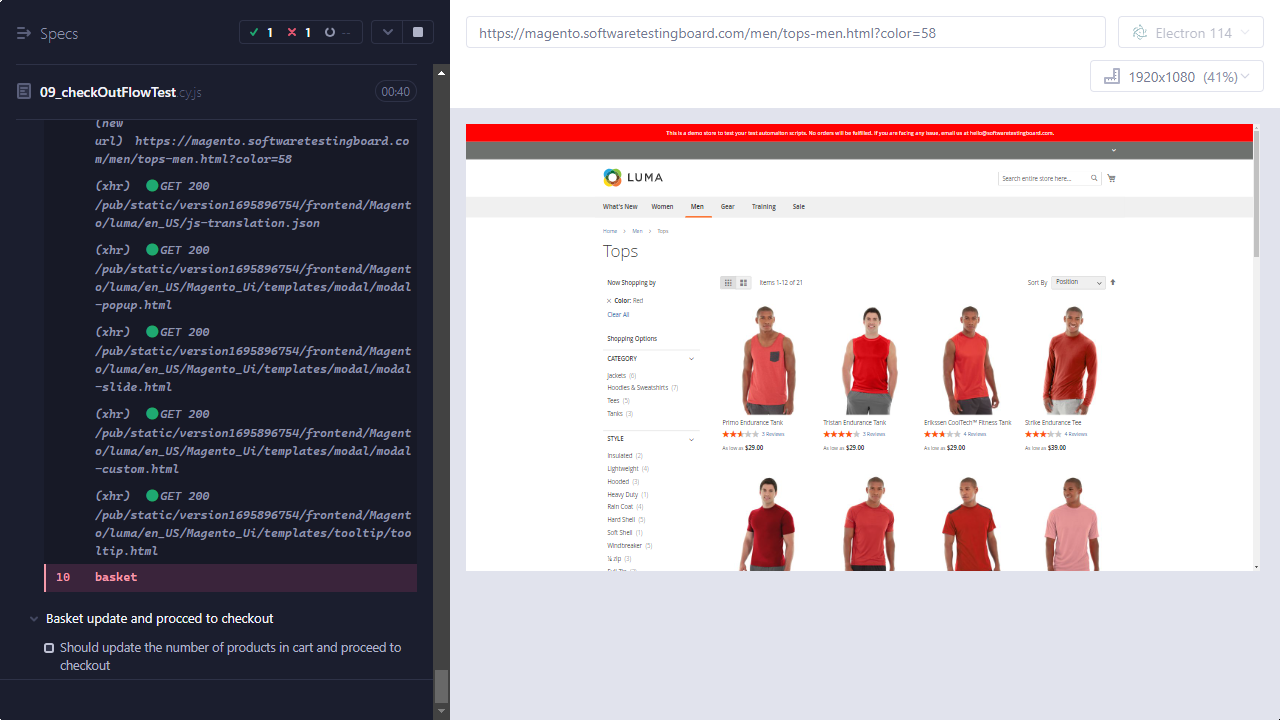 Specs
1
1
--
09_checkOutFlowTest.cy.js
00:40
(new
url) https://magento.softwaretestingboard.co
m/men/tops-men.html?color=58
(xhr) GET 200
/pub/static/version1695896754/frontend/Magent
o/luma/en_US/js-translation.json
(xhr) GET 200
/pub/static/version1695896754/frontend/Magent
o/luma/en_US/Magento_Ui/templates/modal/modal
-popup.html
(xhr) GET 200
/pub/static/version1695896754/frontend/Magent
o/luma/en_US/Magento_Ui/templates/modal/modal
-slide.html
(xhr) GET 200
/pub/static/version1695896754/frontend/Magent
o/luma/en_US/Magento_Ui/templates/modal/modal
-custom.html
(xhr) GET 200
/pub/static/version1695896754/frontend/Magent
o/luma/en_US/Magento_Ui/templates/tooltip/too
ltip.html
10 basket
Basket update and procced to checkout
Should update the number of products in cart and proceed to
checkout
https://magento.softwaretestingboard.com/men/tops-men.html?color=58
Electron 114
1920x1080 (41%)
This is a demo store to test your test automation scripts. No orders will be fulfilled. If you are facing any issue, email us at hello@softwaretestingboard.com.
LUMA
Search entire store here...
What's New Women Men Gear Training Sale
Home > Men > Tops
Tops
Now Shopping by
Color: Red
Clear All
Shopping Options
CATEGORY
Jackets (6)
Hoodies & Sweatshirts (7)
Tees (5)
Tanks (3)
STYLE
Insulated (2)
Lightweight (4)
Hooded (3)
Heavy Duty (1)
Rain Coat (4)
Hard Shell (5)
Soft Shell (1)
Windbreaker (5)
¼ zip (3)
Items 1-12 of 21
Sort By Position
Primo Endurance Tank
3 Reviews
As low as $29.00
Tristan Endurance Tank
3 Reviews
As low as $29.00
Erikssen CoolTech™ Fitness Tank
4 Reviews
As low as $29.00
Strike Endurance Tee
4 Reviews
As low as $39.00